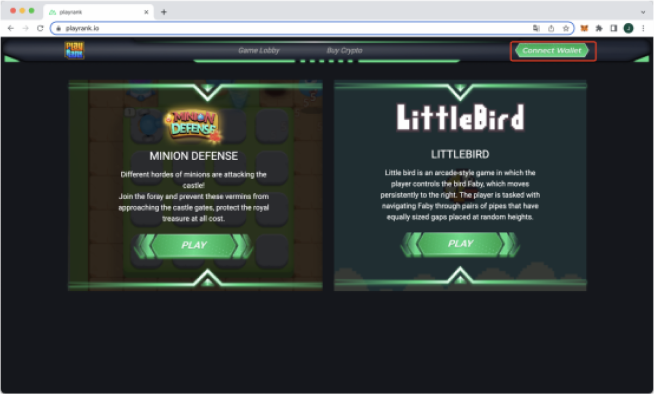 playrank.io
playrank.io
PLAY
RANK
Game Lobby
Buy Crypto
Connect Wallet
MINION
DEFENSE
MINION DEFENSE
Different hordes of minions are attacking the
castle!
Join the foray and prevent these vermins from
approaching the castle gates, protect the royal
treasure at all cost.
PLAY
LittleBird
LITTLEBIRD
Little bird is an arcade-style game in which the
player controls the bird Faby, which moves
persistently to the right. The player is tasked with
navigating Faby through pairs of pipes that have
equally sized gaps placed at random heights.
PLAY